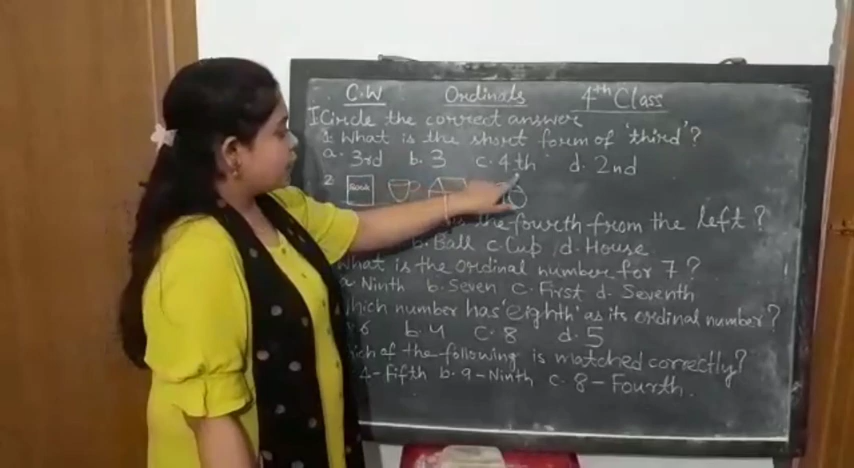 C.W Ordinals 4th Class
I Circle the correct answer
1. What is the short form of 'third'?
a. 3rd b. 3 c. 4th d. 2nd
2. Book
the fourth from the left?
b. Ball c. Cup d. House
What is the ordinal number for 7?
a. Ninth b. Seven c. First d. Seventh
which number has 'eighth' as its ordinal number?
6 b. 4 c. 8 d. 5
of the following is matched correctly?
4-Fifth b. 9-Ninth c. 8-Fourth.